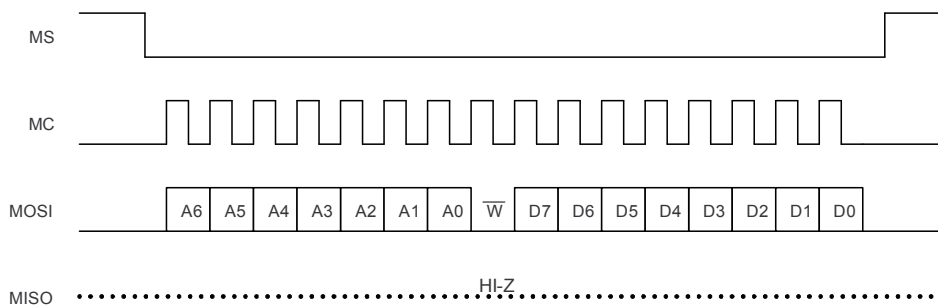 MS
MC
MOSI A6 A5 A4 A3 A2 A1 A0 W D7 D6 D5 D4 D3 D2 D1 D0
HI-Z
MISO